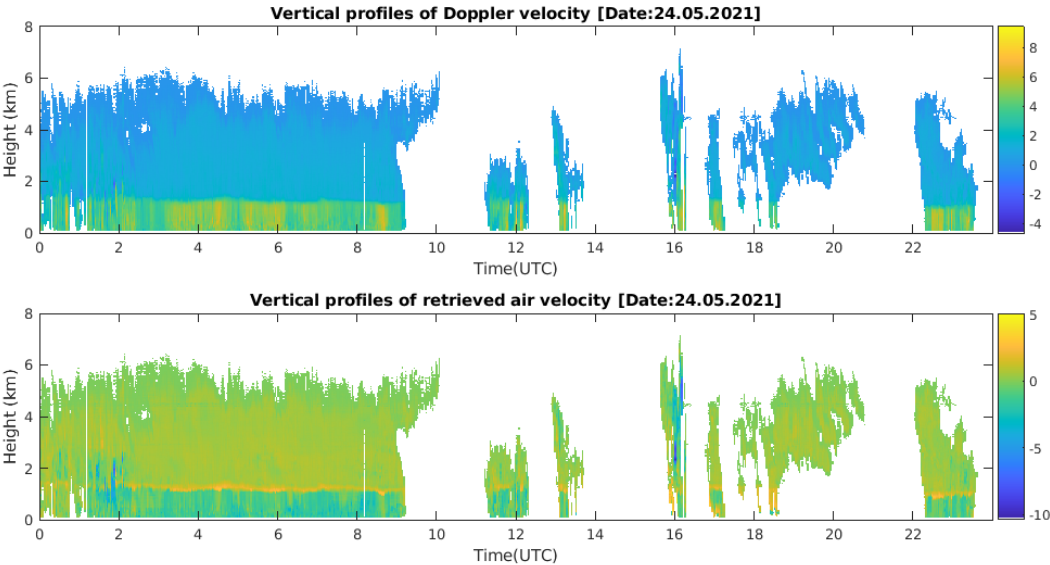 Vertical profiles of Doppler velocity [Date:24.05.2021]
8
6
4
2
0
Height (km)
0 2 4 6 8 10 12 14 16 18 20 22
Time(UTC)
8
6
4
2
0
-2
-4
Vertical profiles of retrieved air velocity [Date:24.05.2021]
8
6
4
2
0
Height (km)
0 2 4 6 8 10 12 14 16 18 20 22
Time(UTC)
5
0
-5
-10